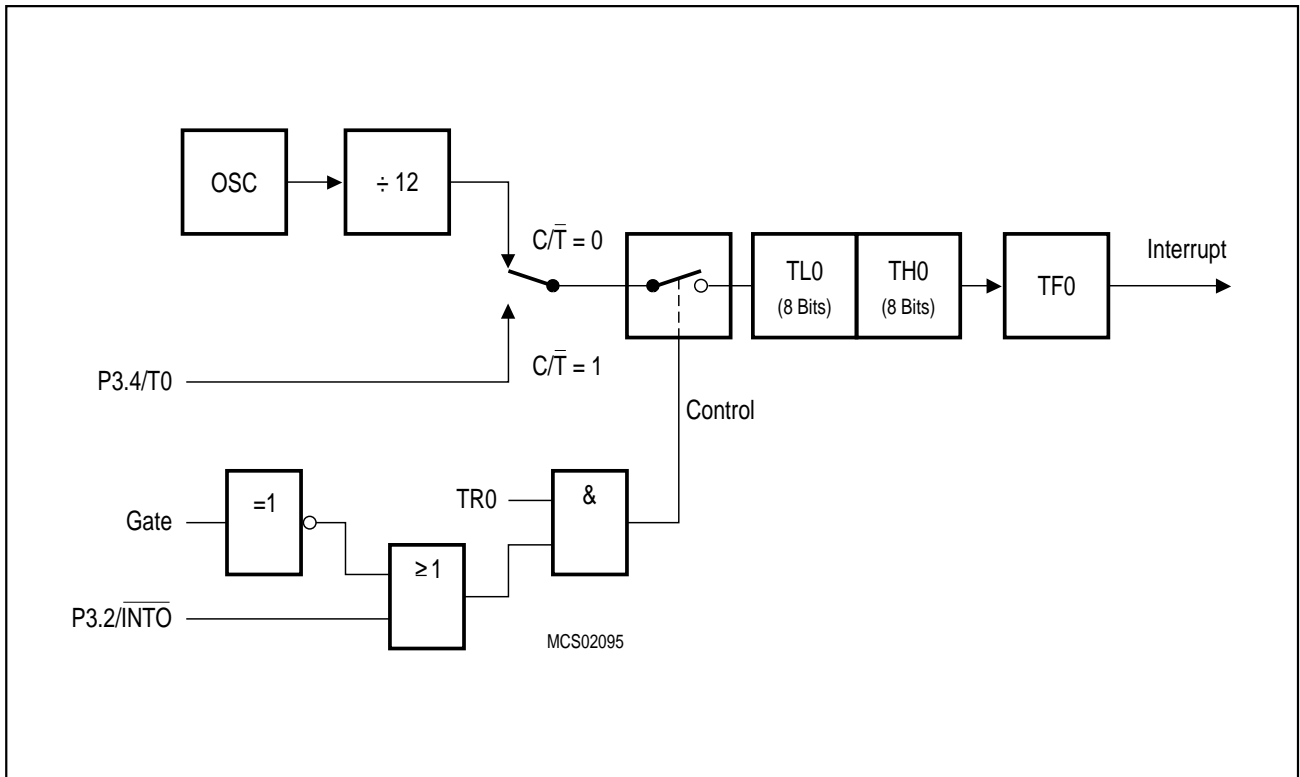 OSC
÷ 12
C/T̅ = 0
TL0
(8 Bits)
TH0
(8 Bits)
TF0
Interrupt
P3.4/T0
C/T̅ = 1
Control
Gate
=1
TR0
&
≥ 1
P3.2/I̅N̅T̅O̅
MCS02095